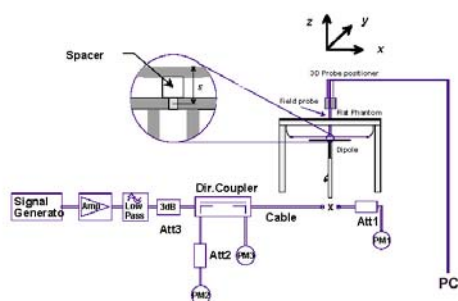 z
y
x
Spacer
s
3D Probe positioner
Field probe
Flat Phantom
Dipole
Signal
Generato
Amp
Low
Pass
3dB
Dir.Coupler
Cable
x
Att1
Att3
Att2
PM1
PM3
PM2
PC